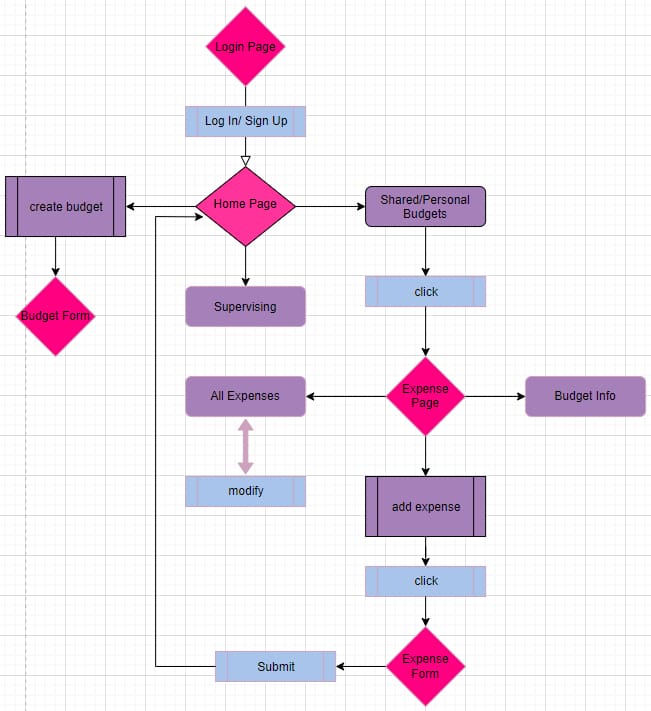 Login Page
Log In/ Sign Up
create budget
Home Page
Shared/Personal
Budgets
Budget Form
Supervising
click
All Expenses
Expense
Page
Budget Info
modify
add expense
click
Submit
Expense
Form